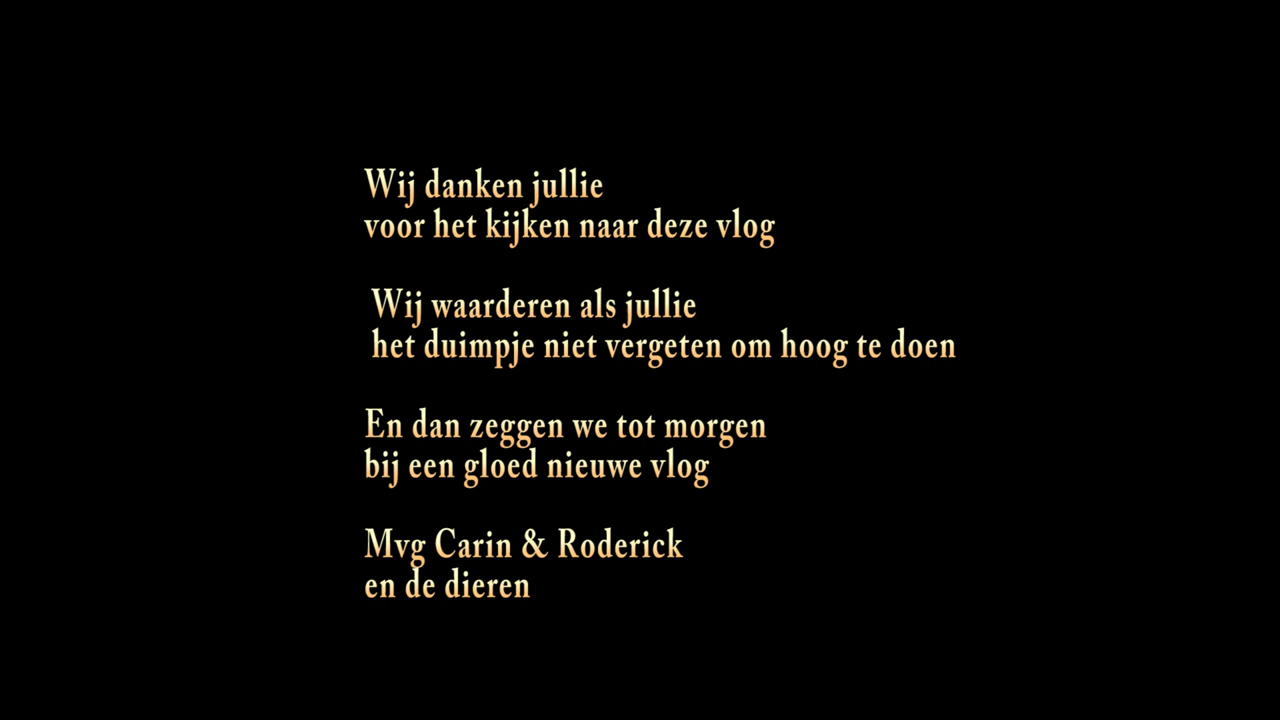 Wij danken jullie
voor het kijken naar deze vlog
Wij waarderen als jullie
het duimpje niet vergeten om hoog te doen
En dan zeggen we tot morgen
bij een gloed nieuwe vlog
Mvg Carin & Roderick
en de dieren